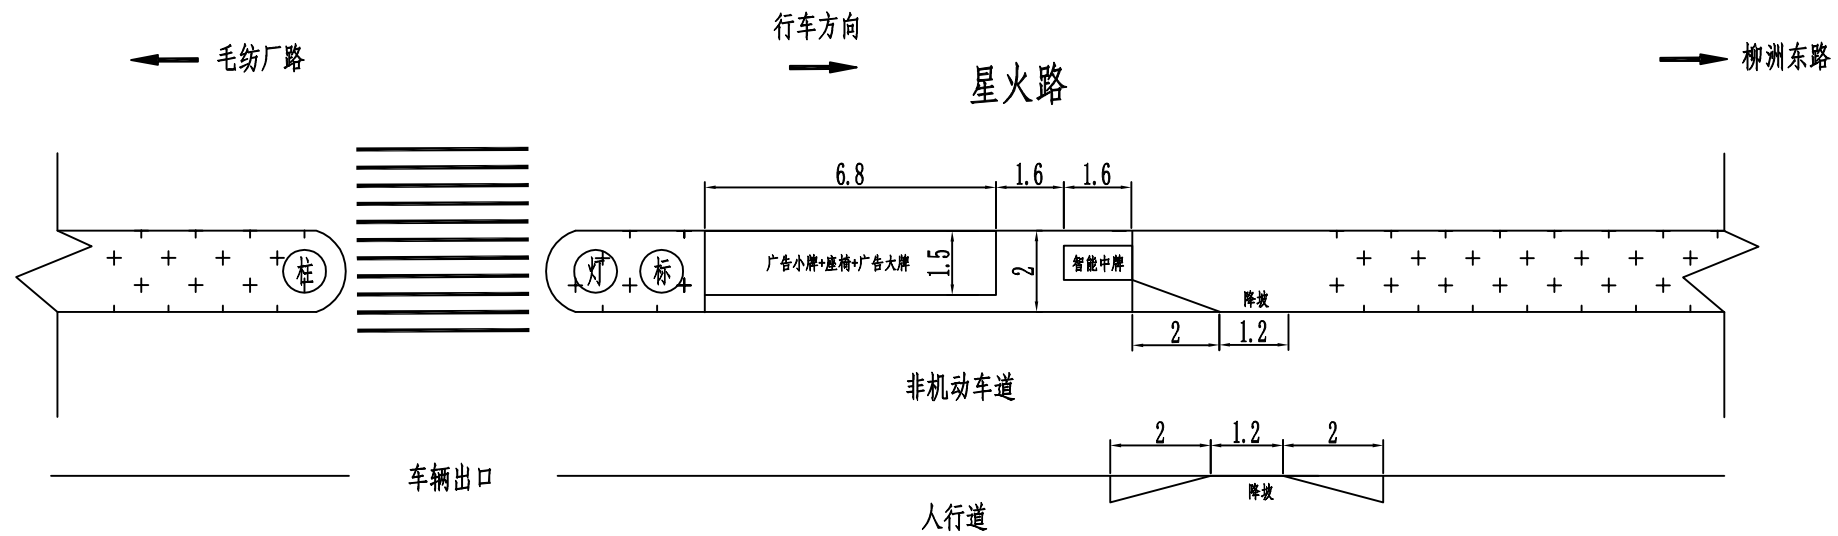 行车方向
毛纺厂路
星火路
柳洲东路
6.8
1.6
1.6
柱
灯
标
广告小牌+座椅+广告大牌
1.5
2
智能中牌
降坡
2
1.2
非机动车道
2
1.2
2
车辆出口
降坡
人行道